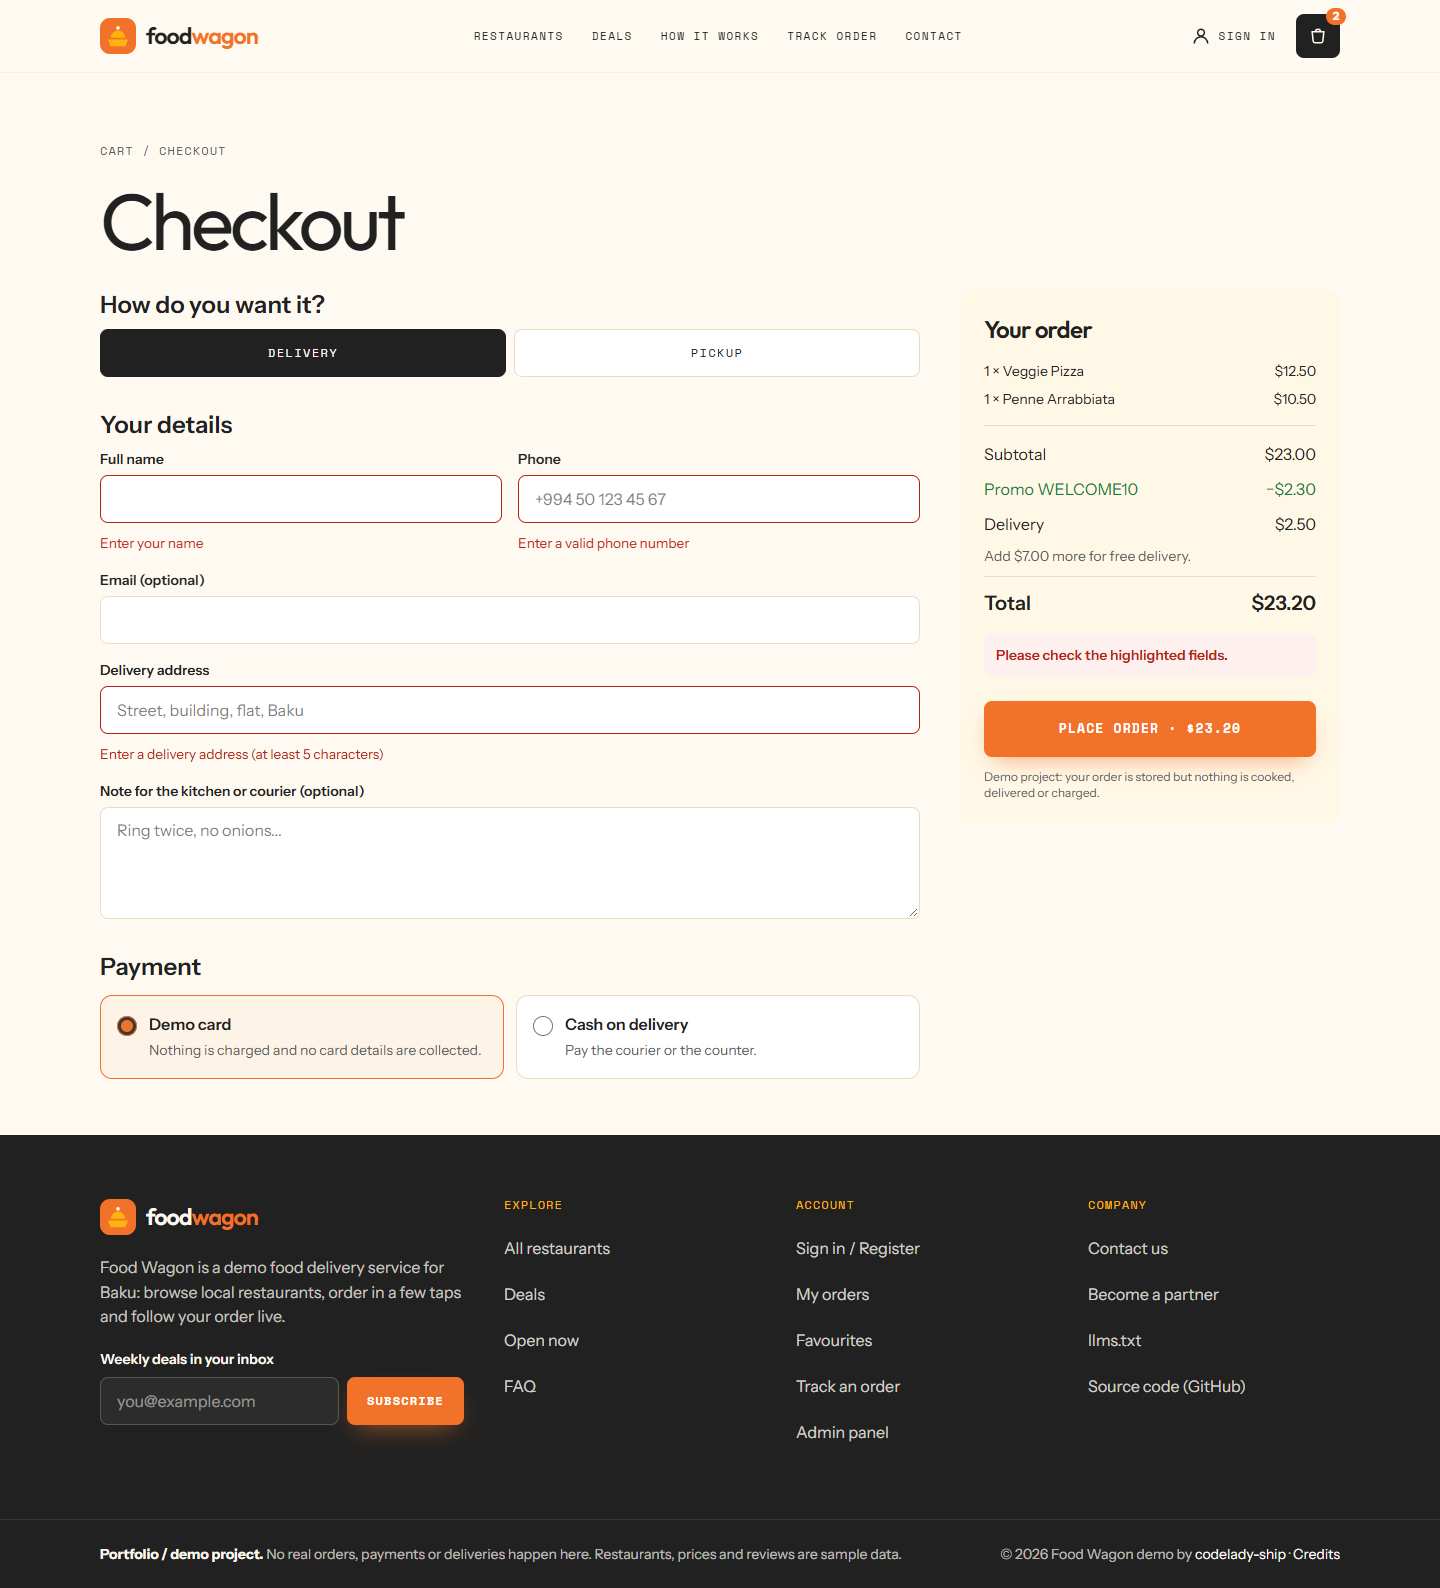 foodwagon
RESTAURANTS
DEALS
HOW IT WORKS
TRACK ORDER
CONTACT
SIGN IN
2
CART / CHECKOUT
Checkout
How do you want it?
DELIVERY
PICKUP
Your details
Full name
Phone
+994 50 123 45 67
Enter your name
Enter a valid phone number
Email (optional)
Delivery address
Street, building, flat, Baku
Enter a delivery address (at least 5 characters)
Note for the kitchen or courier (optional)
Ring twice, no onions...
Payment
Demo card
Nothing is charged and no card details are collected.
Cash on delivery
Pay the courier or the counter.
Your order
1 × Veggie Pizza $12.50
1 × Penne Arrabbiata $10.50
Subtotal $23.00
Promo WELCOME10 −$2.30
Delivery $2.50
Add $7.00 more for free delivery.
Total $23.20
Please check the highlighted fields.
PLACE ORDER · $23.20
Demo project: your order is stored but nothing is cooked,
delivered or charged.
foodwagon
Food Wagon is a demo food delivery service for
Baku: browse local restaurants, order in a few taps
and follow your order live.
Weekly deals in your inbox
you@example.com
SUBSCRIBE
EXPLORE
All restaurants
Deals
Open now
FAQ
ACCOUNT
Sign in / Register
My orders
Favourites
Track an order
Admin panel
COMPANY
Contact us
Become a partner
llms.txt
Source code (GitHub)
Portfolio / demo project. No real orders, payments or deliveries happen here. Restaurants, prices and reviews are sample data.
© 2026 Food Wagon demo by codelady-ship · Credits